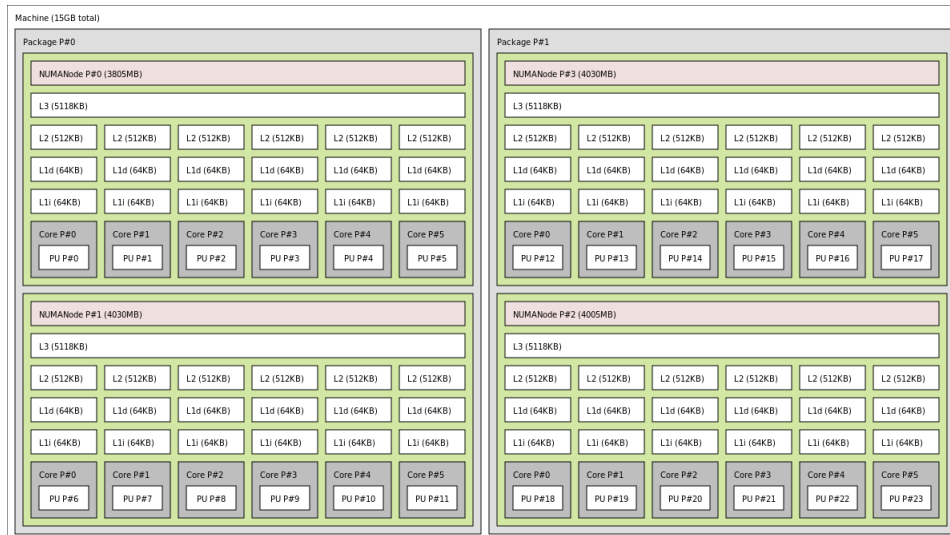 Machine (15GB total)
Package P#0
NUMANode P#0 (3805MB)
L3 (5118KB)
L2 (512KB) L2 (512KB) L2 (512KB) L2 (512KB) L2 (512KB) L2 (512KB)
L1d (64KB) L1d (64KB) L1d (64KB) L1d (64KB) L1d (64KB) L1d (64KB)
L1i (64KB) L1i (64KB) L1i (64KB) L1i (64KB) L1i (64KB) L1i (64KB)
Core P#0 Core P#1 Core P#2 Core P#3 Core P#4 Core P#5
PU P#0 PU P#1 PU P#2 PU P#3 PU P#4 PU P#5
NUMANode P#1 (4030MB)
L3 (5118KB)
L2 (512KB) L2 (512KB) L2 (512KB) L2 (512KB) L2 (512KB) L2 (512KB)
L1d (64KB) L1d (64KB) L1d (64KB) L1d (64KB) L1d (64KB) L1d (64KB)
L1i (64KB) L1i (64KB) L1i (64KB) L1i (64KB) L1i (64KB) L1i (64KB)
Core P#0 Core P#1 Core P#2 Core P#3 Core P#4 Core P#5
PU P#6 PU P#7 PU P#8 PU P#9 PU P#10 PU P#11
Package P#1
NUMANode P#3 (4030MB)
L3 (5118KB)
L2 (512KB) L2 (512KB) L2 (512KB) L2 (512KB) L2 (512KB) L2 (512KB)
L1d (64KB) L1d (64KB) L1d (64KB) L1d (64KB) L1d (64KB) L1d (64KB)
L1i (64KB) L1i (64KB) L1i (64KB) L1i (64KB) L1i (64KB) L1i (64KB)
Core P#0 Core P#1 Core P#2 Core P#3 Core P#4 Core P#5
PU P#12 PU P#13 PU P#14 PU P#15 PU P#16 PU P#17
NUMANode P#2 (4005MB)
L3 (5118KB)
L2 (512KB) L2 (512KB) L2 (512KB) L2 (512KB) L2 (512KB) L2 (512KB)
L1d (64KB) L1d (64KB) L1d (64KB) L1d (64KB) L1d (64KB) L1d (64KB)
L1i (64KB) L1i (64KB) L1i (64KB) L1i (64KB) L1i (64KB) L1i (64KB)
Core P#0 Core P#1 Core P#2 Core P#3 Core P#4 Core P#5
PU P#18 PU P#19 PU P#20 PU P#21 PU P#22 PU P#23